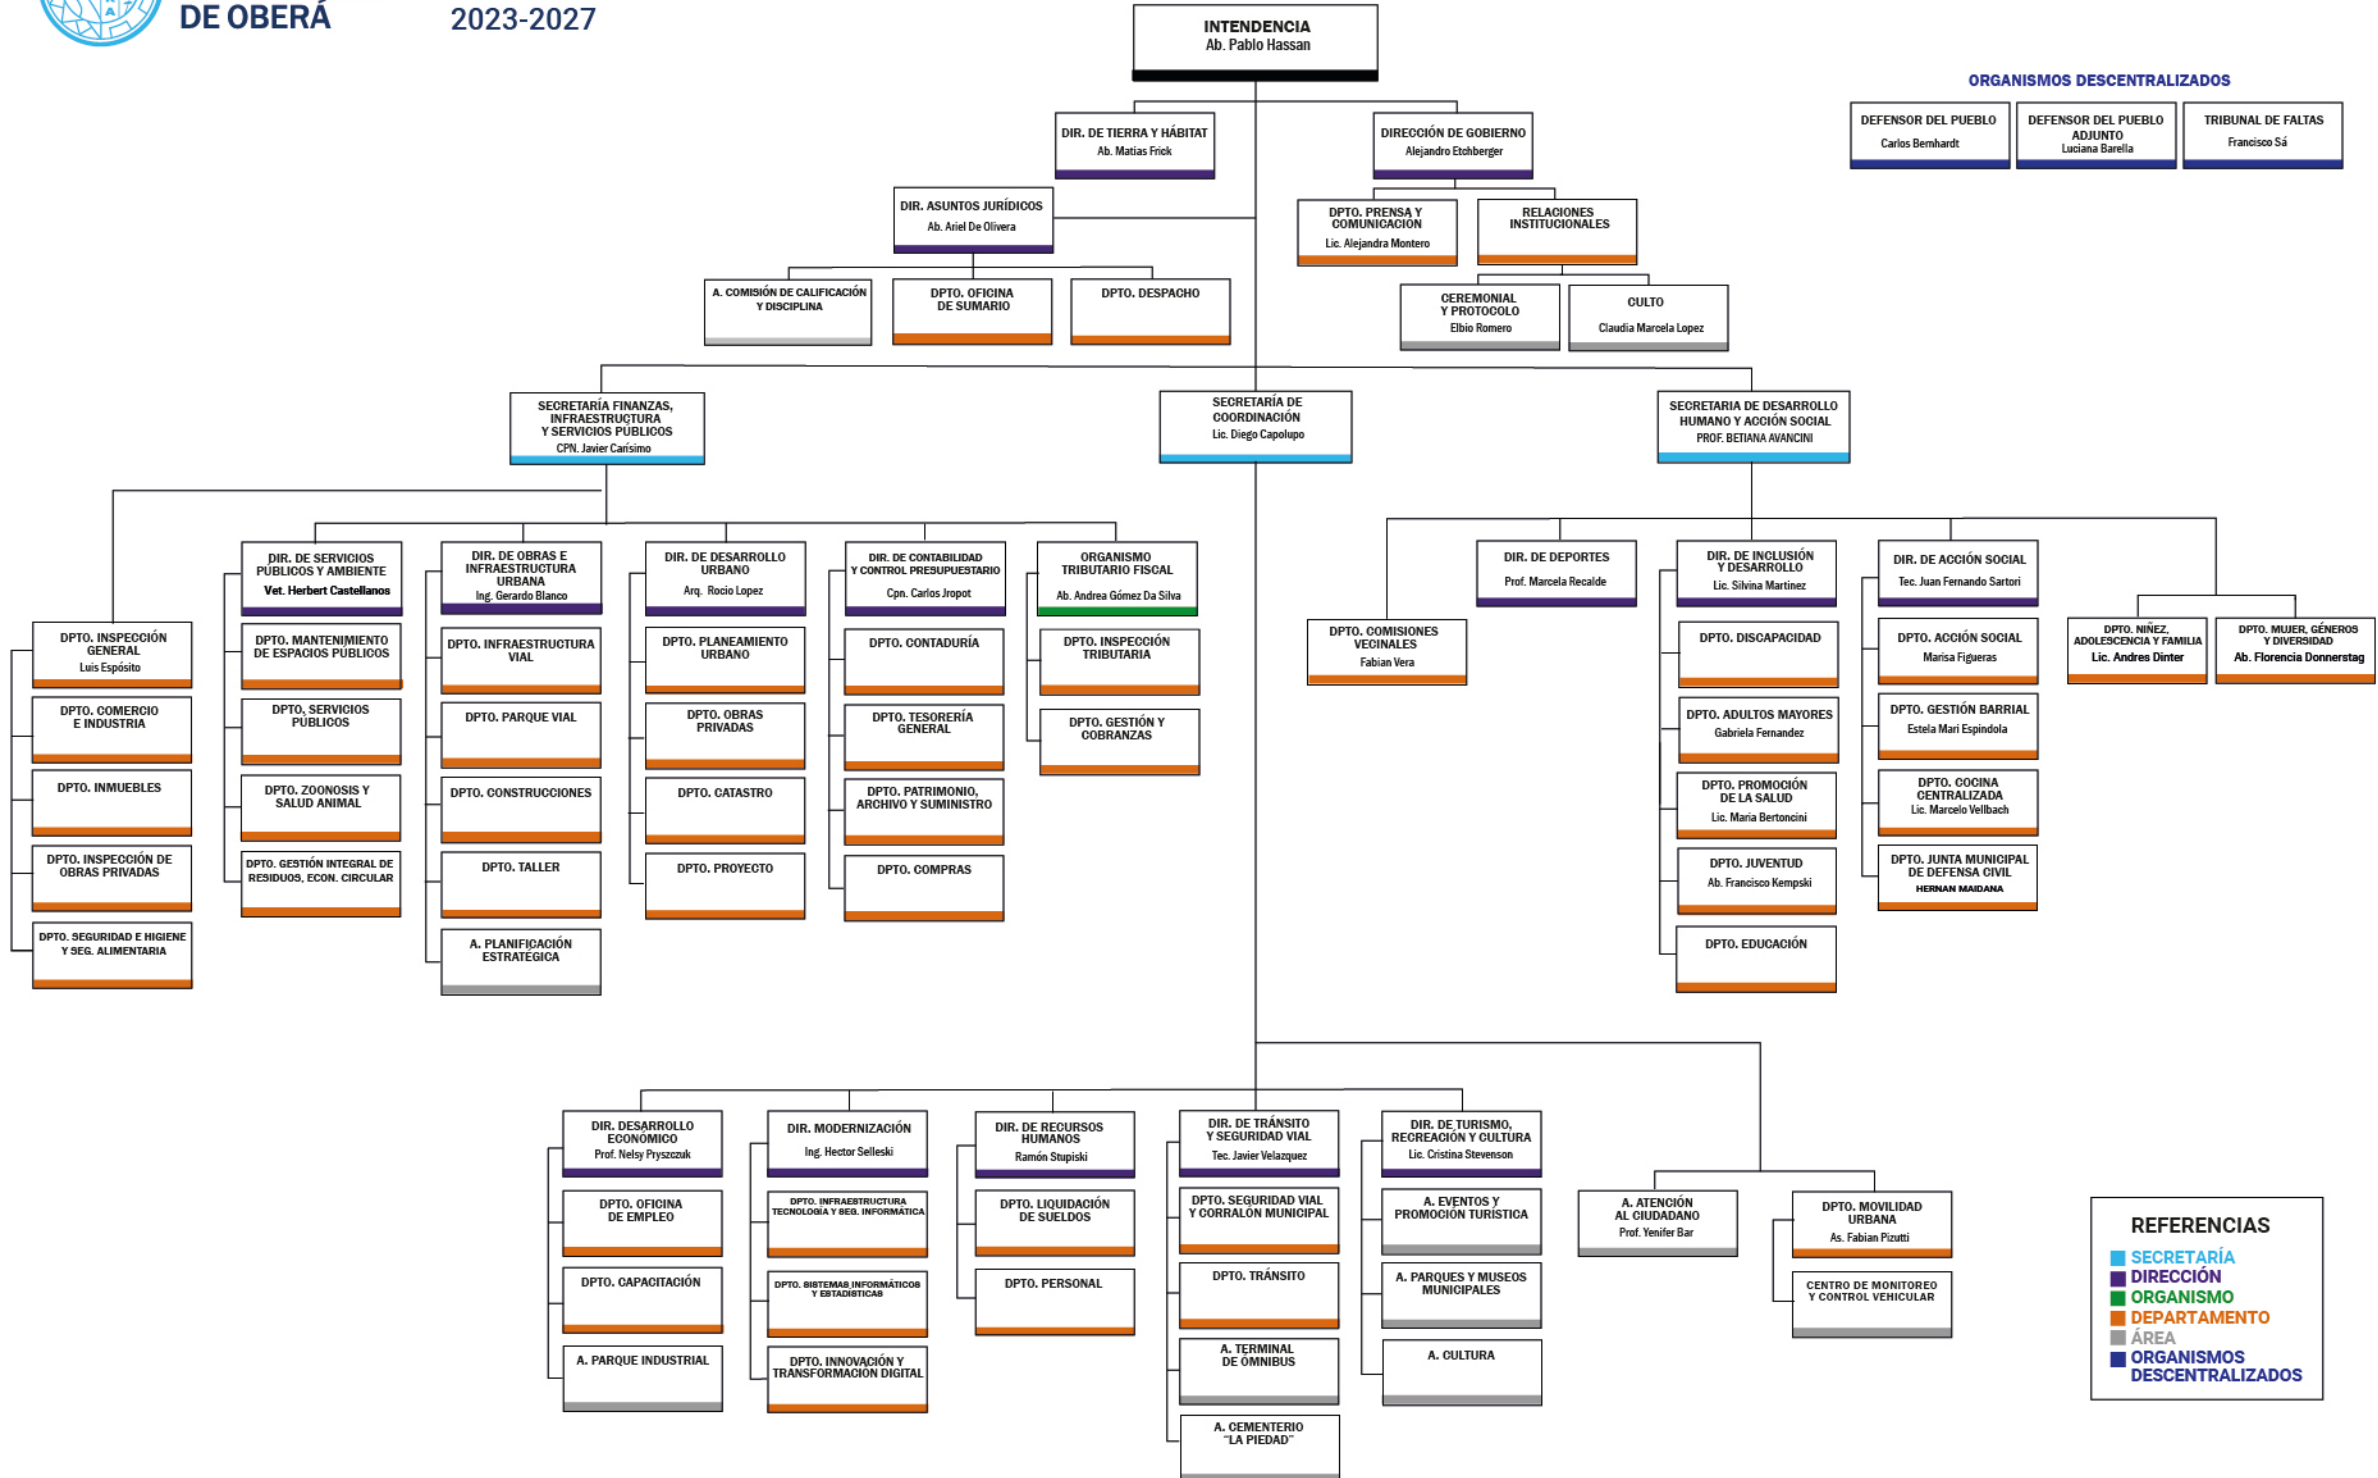 DE OBERÁ
2023-2027
INTENDENCIA
Ab. Pablo Hassan
ORGANISMOS DESCENTRALIZADOS
DEFENSOR DEL PUEBLO
Carlos Bernhardt
DEFENSOR DEL PUEBLO
ADJUNTO
Luciana Barella
TRIBUNAL DE FALTAS
Francisco Sá
DIR. DE TIERRA Y HÁBITAT
Ab. Matias Frick
DIRECCIÓN DE GOBIERNO
Alejandro Etchberger
DIR. ASUNTOS JURÍDICOS
Ab. Ariel De Olivera
DPTO. PRENSA Y
COMUNICACIÓN
Lic. Alejandra Montero
RELACIONES
INSTITUCIONALES
A. COMISIÓN DE CALIFICACIÓN
Y DISCIPLINA
DPTO. OFICINA
DE SUMARIO
DPTO. DESPACHO
CEREMONIAL
Y PROTOCOLO
Elbio Romero
CULTO
Claudia Marcela Lopez
SECRETARÍA FINANZAS,
INFRAESTRUCTURA
Y SERVICIOS PÚBLICOS
CPN. Javier Carísimo
SECRETARÍA DE
COORDINACIÓN
Lic. Diego Capolupo
SECRETARIA DE DESARROLLO
HUMANO Y ACCIÓN SOCIAL
PROF. BETIANA AVANCINI
DPTO. INSPECCIÓN
GENERAL
Luis Espósito
DPTO. COMERCIO
E INDUSTRIA
DPTO. INMUEBLES
DPTO. INSPECCIÓN DE
OBRAS PRIVADAS
DPTO. SEGURIDAD E HIGIENE
Y SEG. ALIMENTARIA
DIR. DE SERVICIOS
PÚBLICOS Y AMBIENTE
Vet. Herbert Castellanos
DPTO. MANTENIMIENTO
DE ESPACIOS PÚBLICOS
DPTO. SERVICIOS
PÚBLICOS
DPTO. ZOONOSIS Y
SALUD ANIMAL
DPTO. GESTIÓN INTEGRAL DE
RESIDUOS, ECON. CIRCULAR
DIR. DE OBRAS E
INFRAESTRUCTURA
URBANA
Ing. Gerardo Blanco
DPTO. INFRAESTRUCTURA
VIAL
DPTO. PARQUE VIAL
DPTO. CONSTRUCCIONES
DPTO. TALLER
A. PLANIFICACIÓN
ESTRATÉGICA
DIR. DE DESARROLLO
URBANO
Arq. Rocio Lopez
DPTO. PLANEAMIENTO
URBANO
DPTO. OBRAS
PRIVADAS
DPTO. CATASTRO
DPTO. PROYECTO
DIR. DE CONTABILIDAD
Y CONTROL PRESUPUESTARIO
Cpn. Carlos Jropot
DPTO. CONTADURÍA
DPTO. TESORERÍA
GENERAL
DPTO. PATRIMONIO,
ARCHIVO Y SUMINISTRO
DPTO. COMPRAS
ORGANISMO
TRIBUTARIO FISCAL
Ab. Andrea Gómez Da Silva
DPTO. INSPECCIÓN
TRIBUTARIA
DPTO. GESTIÓN Y
COBRANZAS
DPTO. COMISIONES
VECINALES
Fabian Vera
DIR. DE DEPORTES
Prof. Marcela Recalde
DIR. DE INCLUSIÓN
Y DESARROLLO
Lic. Silvina Martinez
DPTO. DISCAPACIDAD
DPTO. ADULTOS MAYORES
Gabriela Fernandez
DPTO. PROMOCIÓN
DE LA SALUD
Lic. Maria Bertoncini
DPTO. JUVENTUD
Ab. Francisco Kempski
DPTO. EDUCACIÓN
DIR. DE ACCIÓN SOCIAL
Tec. Juan Fernando Sartori
DPTO. ACCIÓN SOCIAL
Marisa Figueras
DPTO. GESTIÓN BARRIAL
Estela Mari Espindola
DPTO. COCINA
CENTRALIZADA
Lic. Marcelo Vellbach
DPTO. JUNTA MUNICIPAL
DE DEFENSA CIVIL
HERNAN MAIDANA
DPTO. NIÑEZ,
ADOLESCENCIA Y FAMILIA
Lic. Andres Dinter
DPTO. MUJER, GÉNEROS
Y DIVERSIDAD
Ab. Florencia Donnerstag
DIR. DESARROLLO
ECONÓMICO
Prof. Nelsy Pryszczuk
DPTO. OFICINA
DE EMPLEO
DPTO. CAPACITACIÓN
A. PARQUE INDUSTRIAL
DIR. MODERNIZACIÓN
Ing. Hector Selleski
DPTO. INFRAESTRUCTURA
TECNOLOGÍA Y SEG. INFORMÁTICA
DPTO. SISTEMAS INFORMÁTICOS
Y ESTADÍSTICAS
DPTO. INNOVACIÓN Y
TRANSFORMACIÓN DIGITAL
DIR. DE RECURSOS
HUMANOS
Ramón Stupiski
DPTO. LIQUIDACIÓN
DE SUELDOS
DPTO. PERSONAL
DIR. DE TRÁNSITO
Y SEGURIDAD VIAL
Tec. Javier Velazquez
DPTO. SEGURIDAD VIAL
Y CORRALÓN MUNICIPAL
DPTO. TRÁNSITO
A. TERMINAL
DE ÓMNIBUS
A. CEMENTERIO
"LA PIEDAD"
DIR. DE TURISMO,
RECREACIÓN Y CULTURA
Lic. Cristina Stevenson
A. EVENTOS Y
PROMOCIÓN TURÍSTICA
A. PARQUES Y MUSEOS
MUNICIPALES
A. CULTURA
A. ATENCIÓN
AL CIUDADANO
Prof. Yenifer Bar
DPTO. MOVILIDAD
URBANA
As. Fabian Pizutti
CENTRO DE MONITOREO
Y CONTROL VEHICULAR
REFERENCIAS
SECRETARÍA
DIRECCIÓN
ORGANISMO
DEPARTAMENTO
ÁREA
ORGANISMOS
DESCENTRALIZADOS